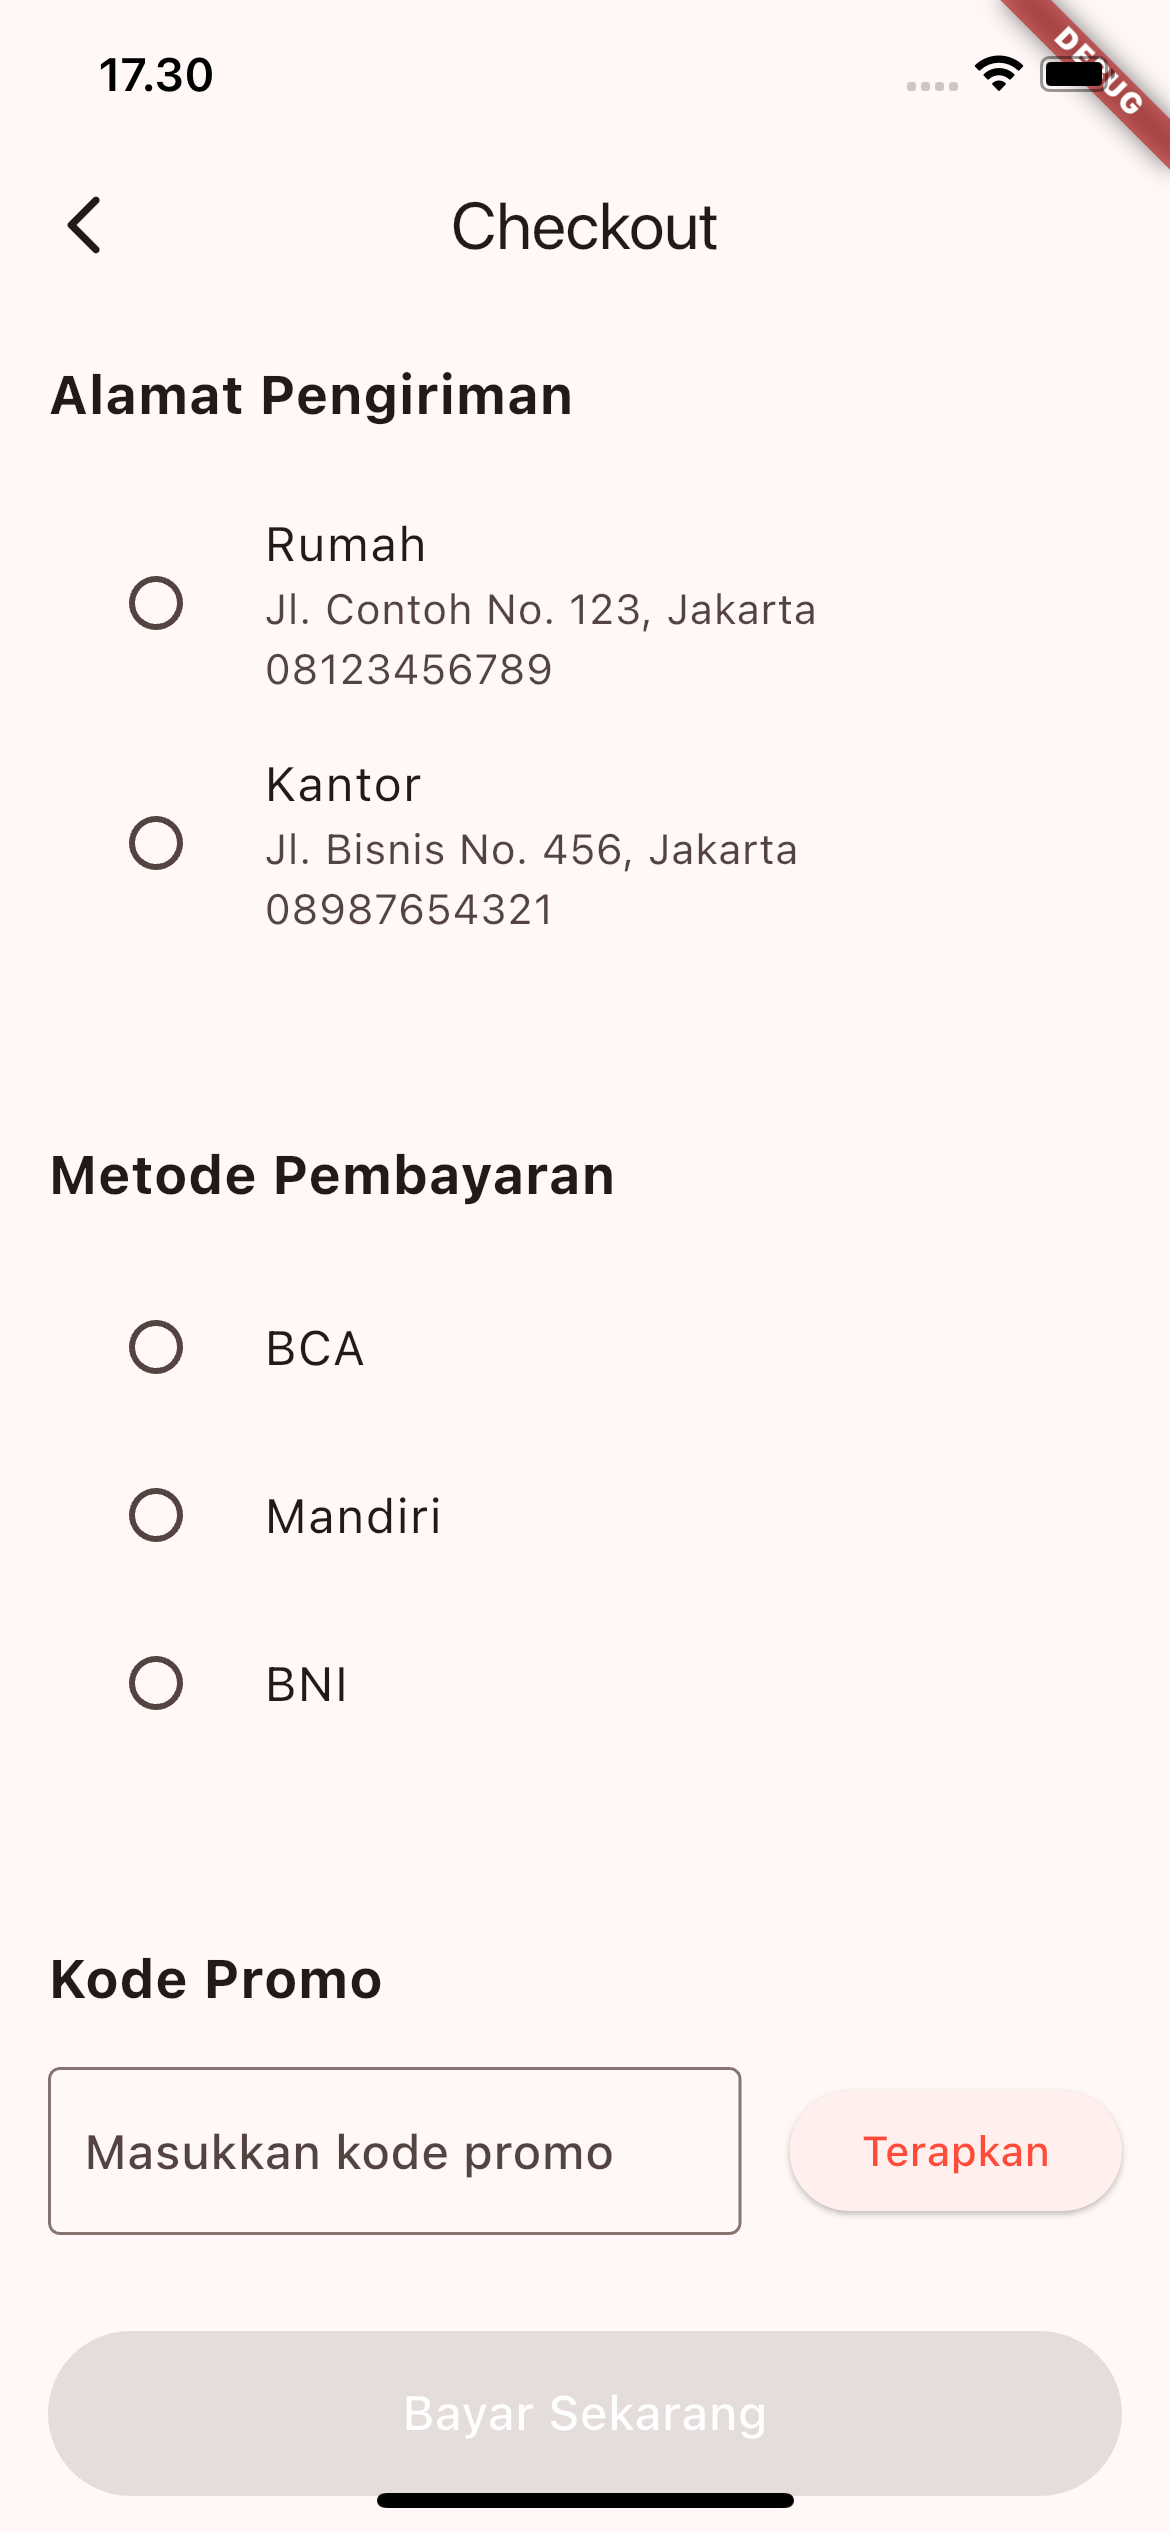 17.30
DEBUG
Checkout
Alamat Pengiriman
Rumah
Jl. Contoh No. 123, Jakarta
08123456789
Kantor
Jl. Bisnis No. 456, Jakarta
08987654321
Metode Pembayaran
BCA
Mandiri
BNI
Kode Promo
Masukkan kode promo
Terapkan
Bayar Sekarang